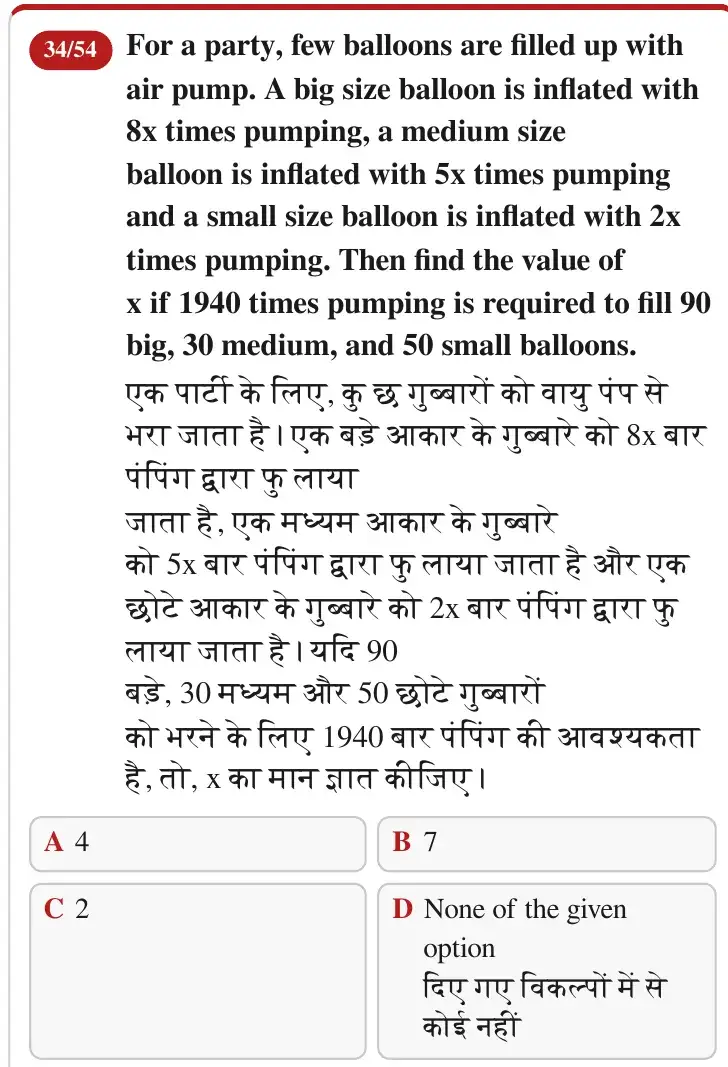 34/54 For a party, few balloons are filled up with
air pump. A big size balloon is inflated with
8x times pumping, a medium size
balloon is inflated with 5x times pumping
and a small size balloon is inflated with 2x
times pumping. Then find the value of
x if 1940 times pumping is required to fill 90
big, 30 medium, and 50 small balloons.
एक पार्टी के लिए, कु छ गुब्बारों को वायु पंप से
भरा जाता है। एक बड़े आकार के गुब्बारे को 8x बार
पंपिंग द्वारा फु लाया
जाता है, एक मध्यम आकार के गुब्बारे
को 5x बार पंपिंग द्वारा फु लाया जाता है और एक
छोटे आकार के गुब्बारे को 2x बार पंपिंग द्वारा फु
लाया जाता है। यदि 90
बड़े, 30 मध्यम और 50 छोटे गुब्बारों
को भरने के लिए 1940 बार पंपिंग की आवश्यकता
है, तो, x का मान ज्ञात कीजिए।
A 4
B 7
C 2
D None of the given
option
दिए गए विकल्पों में से
कोई नहीं